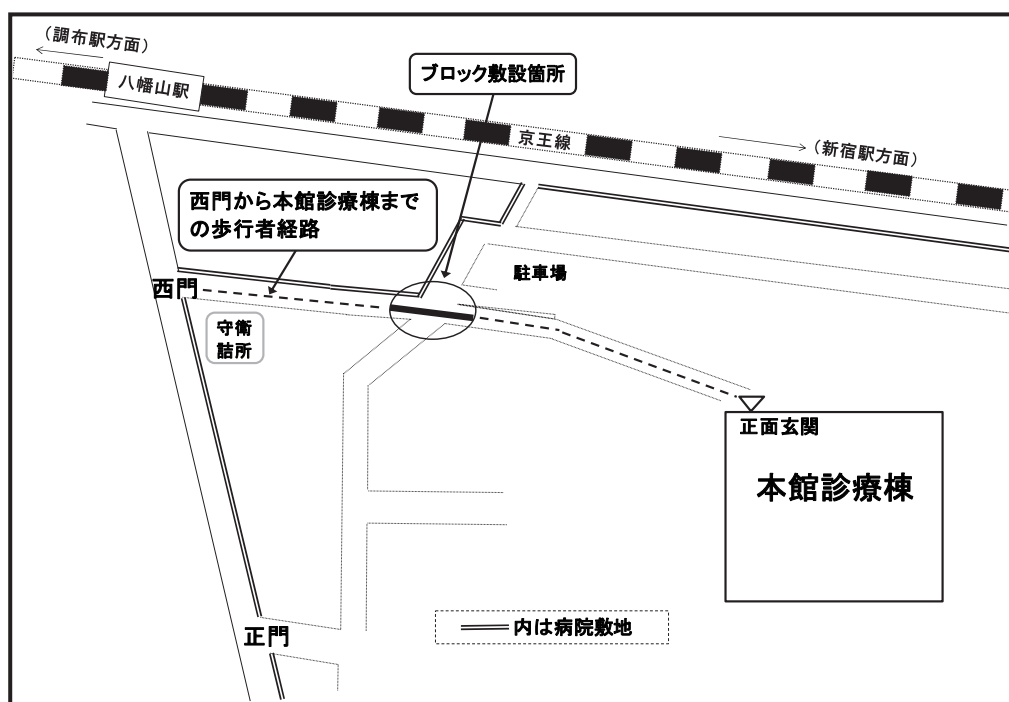 （調布駅方面）
八幡山駅
ブロック敷設箇所
京王線
（新宿駅方面）
西門から本館診療棟まで
の歩行者経路
駐車場
西門
守衛
詰所
正面玄関
本館診療棟
正門
内は病院敷地